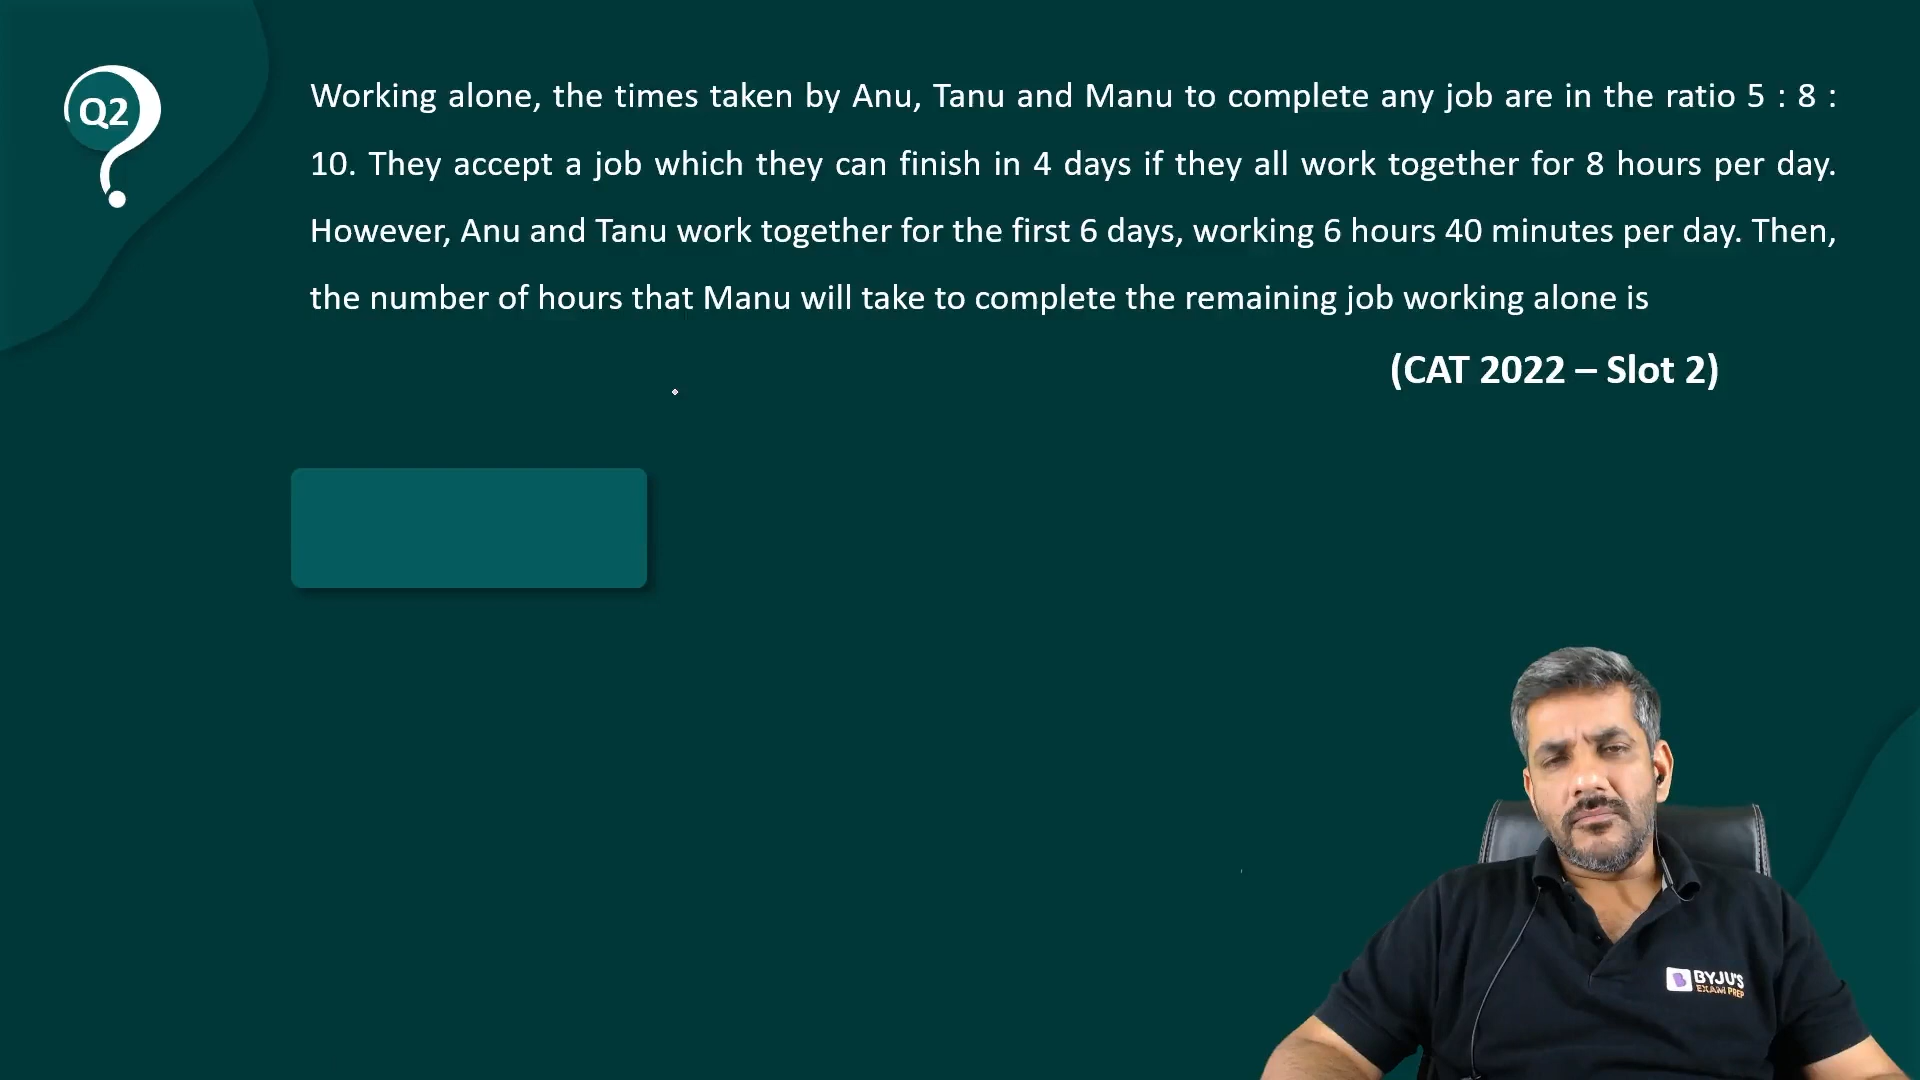 Q2
Working alone, the times taken by Anu, Tanu and Manu to complete any job are in the ratio 5 : 8 :
10. They accept a job which they can finish in 4 days if they all work together for 8 hours per day.
However, Anu and Tanu work together for the first 6 days, working 6 hours 40 minutes per day. Then,
the number of hours that Manu will take to complete the remaining job working alone is
(CAT 2022 – Slot 2)
BYJU'S
EXAM PREP